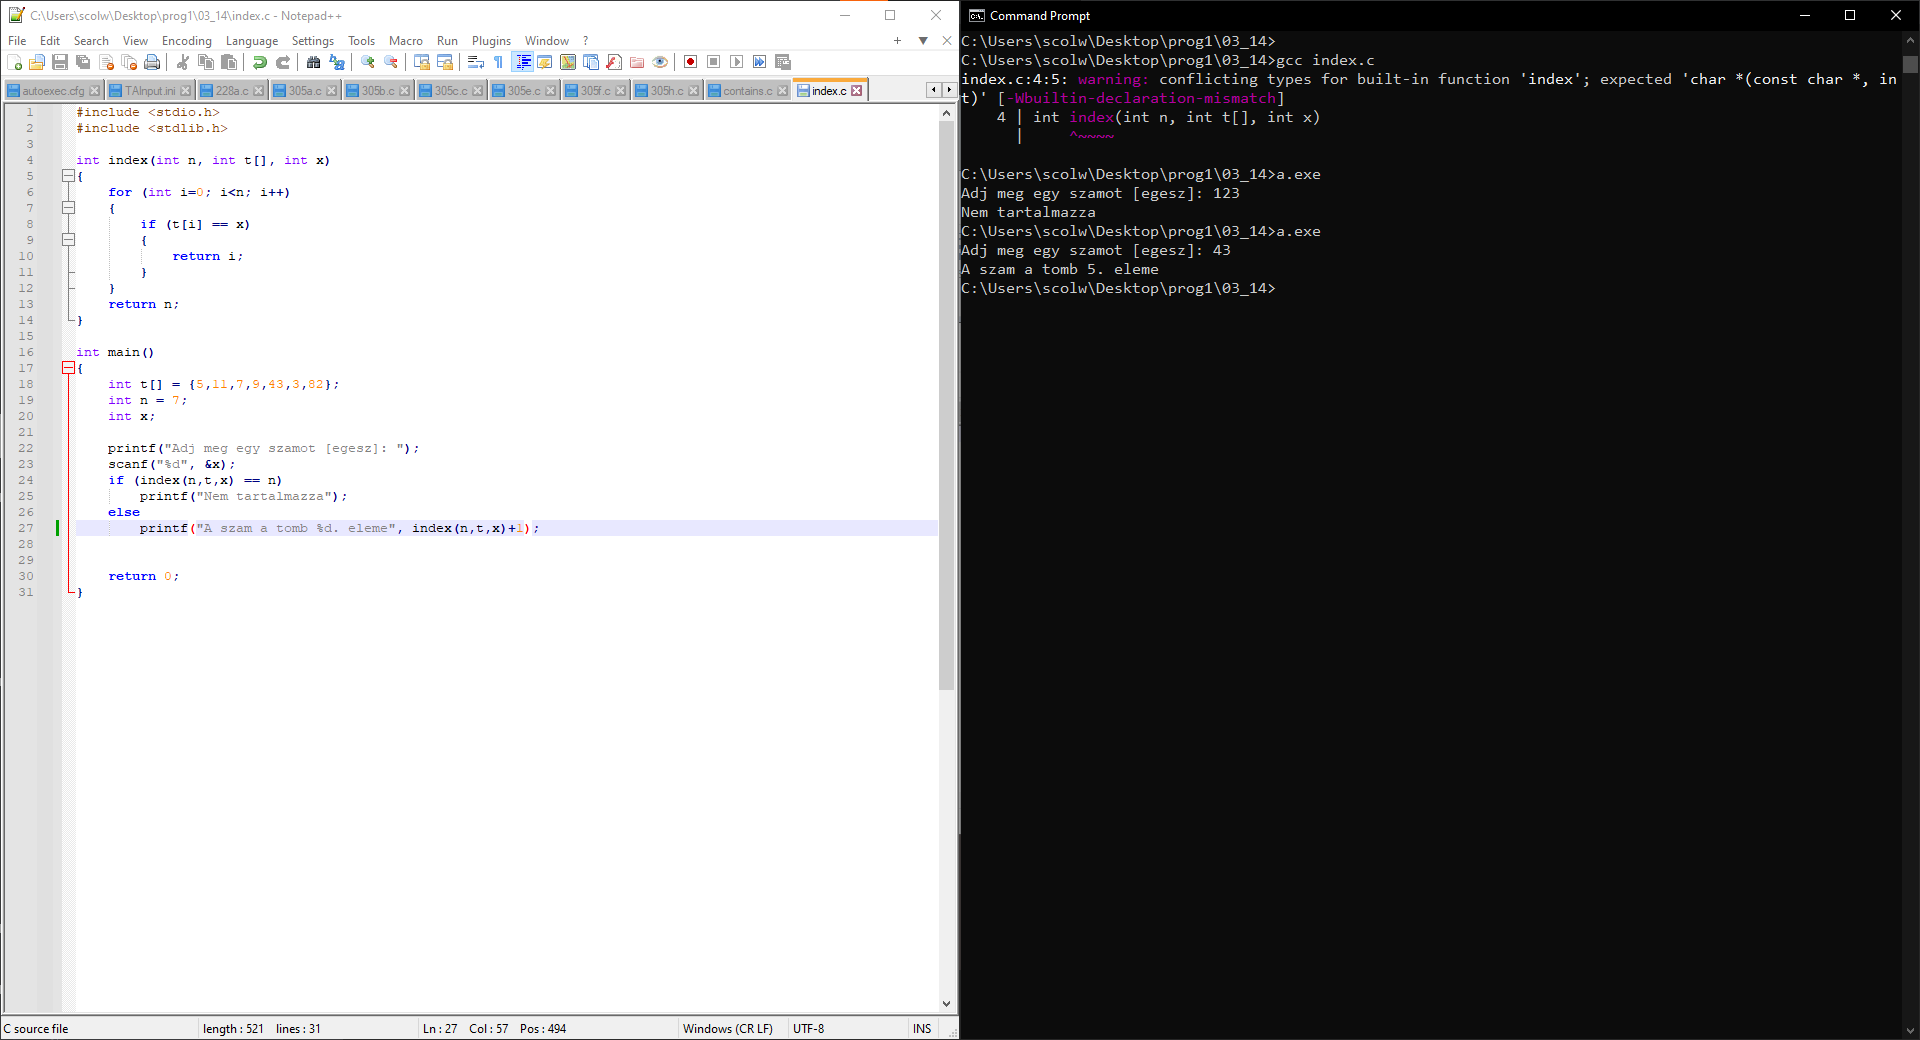 C:\Users\scolw\Desktop\prog1\03_14\index.c - Notepad++
File Edit Search View Encoding Language Settings Tools Macro Run Plugins Window ?
autoexec.cfg TAInput.ini 228a.c 305a.c 305b.c 305c.c 305e.c 305f.c 305h.c contains.c index.c
1 #include <stdio.h>
2 #include <stdlib.h>
3
4 int index(int n, int t[], int x)
5 {
6     for (int i=0; i<n; i++)
7     {
8         if (t[i] == x)
9         {
10             return i;
11         }
12     }
13     return n;
14 }
15
16 int main()
17 {
18     int t[] = {5,11,7,9,43,3,82};
19     int n = 7;
20     int x;
21
22     printf("Adj meg egy szamot [egesz]: ");
23     scanf("%d", &x);
24     if (index(n,t,x) == n)
25         printf("Nem tartalmazza");
26     else
27         printf("A szam a tomb %d. eleme", index(n,t,x)+1);
28
29
30     return 0;
31 }
C source file length : 521 lines : 31 Ln : 27 Col : 57 Pos : 494 Windows (CR LF) UTF-8 INS
Command Prompt
C:\Users\scolw\Desktop\prog1\03_14>
C:\Users\scolw\Desktop\prog1\03_14>gcc index.c
index.c:4:5: warning: conflicting types for built-in function 'index'; expected 'char *(const char *, in
t)' [-Wbuiltin-declaration-mismatch]
    4 | int index(int n, int t[], int x)
      |     ^~~~~
C:\Users\scolw\Desktop\prog1\03_14>a.exe
Adj meg egy szamot [egesz]: 123
Nem tartalmazza
C:\Users\scolw\Desktop\prog1\03_14>a.exe
Adj meg egy szamot [egesz]: 43
A szam a tomb 5. eleme
C:\Users\scolw\Desktop\prog1\03_14>